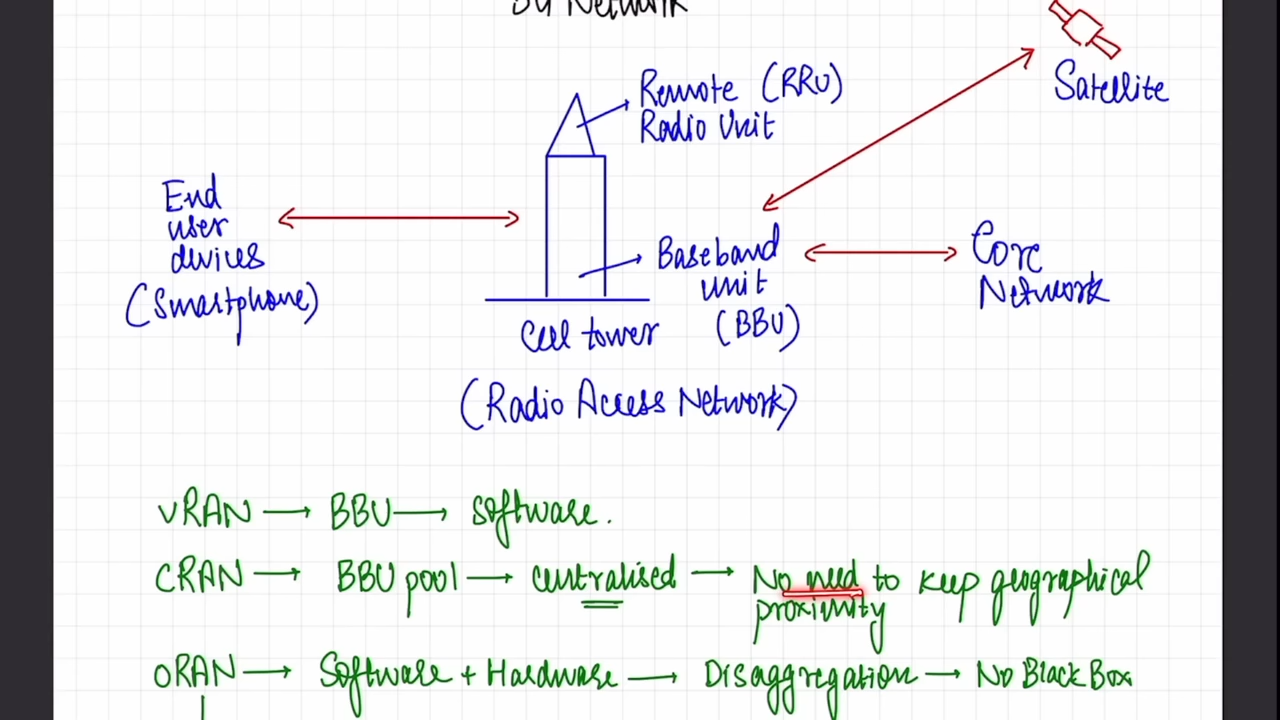 Network
Satellite
Remote (RRU)
Radio Unit
End
user
devices
(Smartphone)
Baseband
unit
(BBU)
Core
Network
Cell tower
(Radio Access Network)
vRAN → BBU → Software.
CRAN → BBU pool → centralised → No need to keep geographical
proximity
ORAN → Software + Hardware → Disaggregation → No Black Box